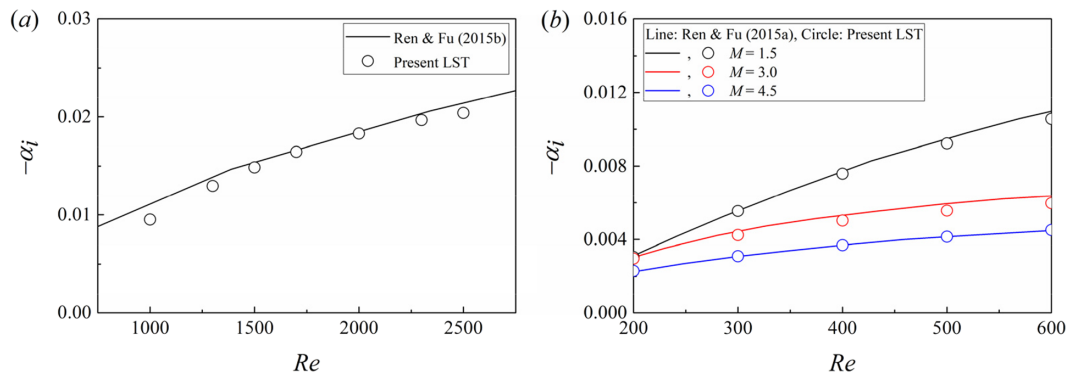 (a)
0.03
0.02
0.01
0.00
−αi
Ren & Fu (2015b)
Present LST
1000 1500 2000 2500
Re
(b)
0.016
0.012
0.008
0.004
0.000
−αi
Line: Ren & Fu (2015a), Circle: Present LST
, M = 1.5
, M = 3.0
, M = 4.5
200 300 400 500 600
Re